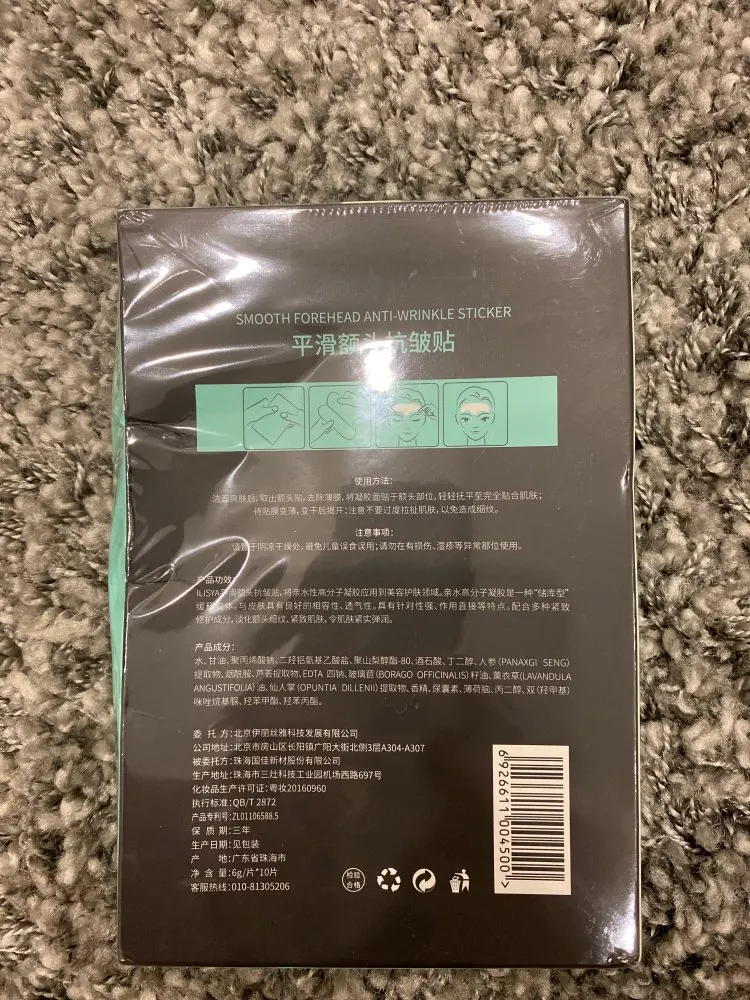 SMOOTH FOREHEAD ANTI-WRINKLE STICKER
平滑额头抗皱贴
使用方法:
洁面爽肤后,取出额头贴,去除薄膜,将凝胶面贴于额头部位,轻轻抚平至完全贴合肌肤;
待贴膜变薄,变干后揭开;注意不要过度拉扯肌肤,以免造成细纹。
注意事项:
请置于阴凉干燥处,避免儿童误食误用;请勿在有损伤、湿疹等异常部位使用。
产品功效:
ILISYA平滑额头抗皱贴,将亲水性高分子凝胶应用到美容护肤领域。亲水高分子凝胶是一种“储库型”
缓释载体,与皮肤具有良好的相容性、透气性。具有针对性强、作用直接等特点。配合多种紧致
修护成分,淡化额头细纹、紧致肌肤,令肌肤紧实弹润。
产品成分:
水、甘油、聚丙烯酸钠、二羟铝氨基乙酸盐、聚山梨醇酯-80、酒石酸、丁二醇、人参(PANAXGI SENG)
提取物、烟酰胺、芦荟提取物、EDTA 四钠、玻璃苣(BORAGO OFFICINALIS)籽油、薰衣草(LAVANDULA
ANGUSTIFOLIA)油、仙人掌(OPUNTIA DILLENII)提取物、香精、尿囊素、薄荷脑、丙二醇、双(羟甲基)
咪唑烷基脲、羟苯甲酯、羟苯丙酯。
委 托 方:北京伊丽丝雅科技发展有限公司
公司地址:北京市房山区长阳镇广阳大街北侧3层A304-A307
被委托方:珠海国佳新材股份有限公司
生产地址:珠海市三灶科技工业园机场西路697号
化妆品生产许可证:粤妆20160960
执行标准:QB/T 2872
产品专利号:ZL01106588.5
保 质 期:三年
生产日期:见包装
产 地:广东省珠海市
净 含 量:6g/片*10片
客服热线:010-81305206
检验
合格
6926611004500>